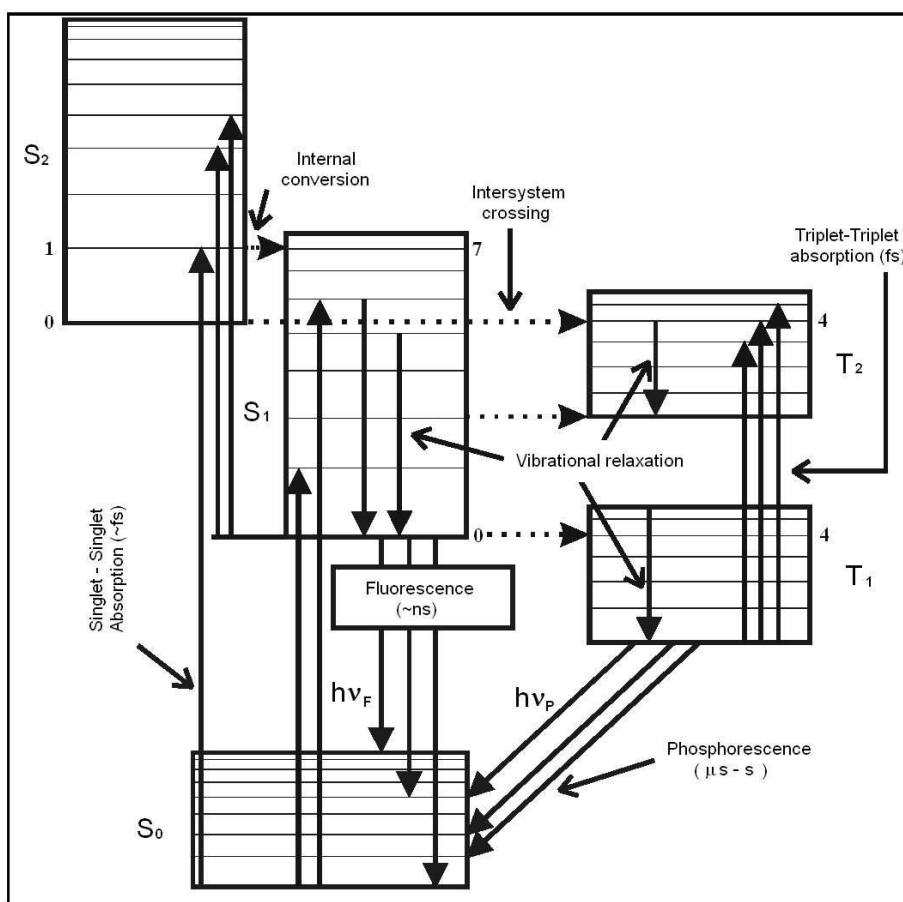 S2
Internal
conversion
Intersystem
crossing
Triplet-Triplet
absorption (fs)
1
7
0
4
T2
S1
Vibrational relaxation
0
4
T1
Singlet - Singlet
Absorption (~fs)
Fluorescence
(~ns)
hνF
hνP
Phosphorescence
( μs - s )
S0